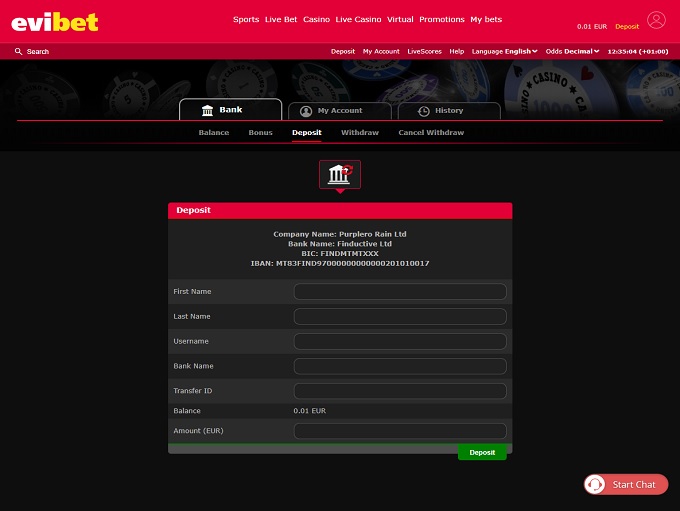 evibet
Sports Live Bet Casino Live Casino Virtual Promotions My bets
0.01 EUR Deposit
Search
Deposit My Account LiveScores Help Language English Odds Decimal 12:35:04 (+01:00)
CASINO
CASINO
Bank My Account History
Balance Bonus Deposit Withdraw Cancel Withdraw
Deposit
Company Name: Purplero Rain Ltd
Bank Name: Finductive Ltd
BIC: FINDMTMTXXX
First Name
Last Name
Username
Bank Name
Transfer ID
Balance 0.01 EUR
Amount (EUR)
Deposit
Start Chat